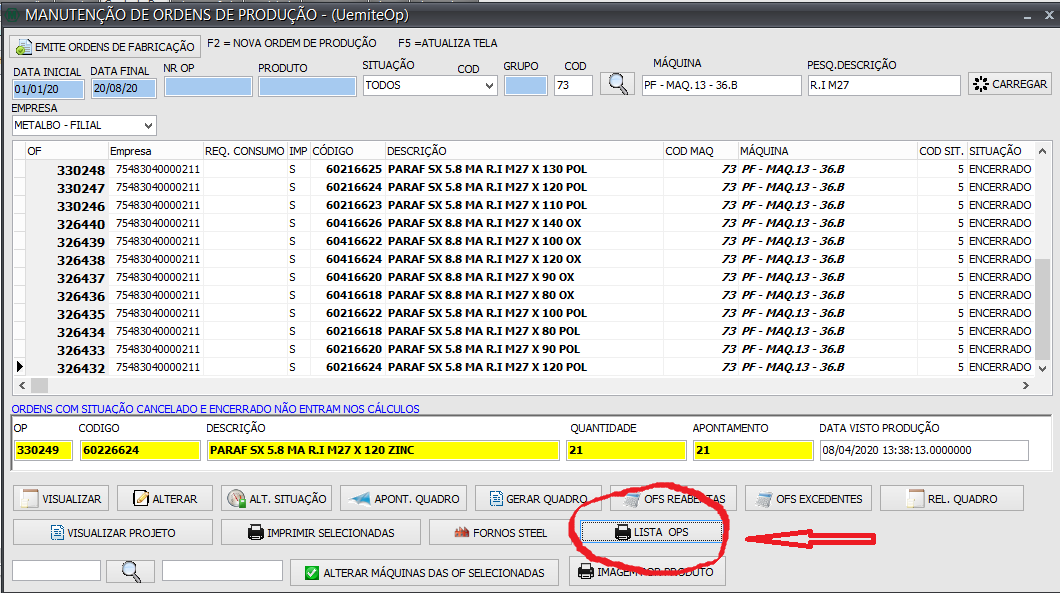 MANUTENÇÃO DE ORDENS DE PRODUÇÃO - (UemiteOp)
EMITE ORDENS DE FABRICAÇÃO F2 = NOVA ORDEM DE PRODUÇÃO F5 =ATUALIZA TELA
DATA INICIAL DATA FINAL NR OP PRODUTO SITUAÇÃO COD GRUPO COD MÁQUINA PESQ.DESCRIÇÃO
01/01/20 20/08/20 TODOS 73 PF - MAQ.13 - 36.B R.I M27 CARREGAR
EMPRESA
METALBO - FILIAL
OF Empresa REQ. CONSUMO IMP CÓDIGO DESCRIÇÃO COD MAQ MÁQUINA COD SIT. SITUAÇÃO
330248 75483040000211 S 60216625 PARAF SX 5.8 MA R.I M27 X 130 POL 73 PF - MAQ.13 - 36.B 5 ENCERRADO
330247 75483040000211 S 60216624 PARAF SX 5.8 MA R.I M27 X 120 POL 73 PF - MAQ.13 - 36.B 5 ENCERRADO
330246 75483040000211 S 60216623 PARAF SX 5.8 MA R.I M27 X 110 POL 73 PF - MAQ.13 - 36.B 5 ENCERRADO
326440 75483040000211 S 60416626 PARAF SX 8.8 MA R.I M27 X 140 OX 73 PF - MAQ.13 - 36.B 5 ENCERRADO
326439 75483040000211 S 60416622 PARAF SX 8.8 MA R.I M27 X 100 OX 73 PF - MAQ.13 - 36.B 5 ENCERRADO
326438 75483040000211 S 60416624 PARAF SX 8.8 MA R.I M27 X 120 OX 73 PF - MAQ.13 - 36.B 5 ENCERRADO
326437 75483040000211 S 60416620 PARAF SX 8.8 MA R.I M27 X 90 OX 73 PF - MAQ.13 - 36.B 5 ENCERRADO
326436 75483040000211 S 60416618 PARAF SX 8.8 MA R.I M27 X 80 OX 73 PF - MAQ.13 - 36.B 5 ENCERRADO
326435 75483040000211 S 60216622 PARAF SX 5.8 MA R.I M27 X 100 POL 73 PF - MAQ.13 - 36.B 5 ENCERRADO
326434 75483040000211 S 60216618 PARAF SX 5.8 MA R.I M27 X 80 POL 73 PF - MAQ.13 - 36.B 5 ENCERRADO
326433 75483040000211 S 60216620 PARAF SX 5.8 MA R.I M27 X 90 POL 73 PF - MAQ.13 - 36.B 5 ENCERRADO
326432 75483040000211 S 60216624 PARAF SX 5.8 MA R.I M27 X 120 POL 73 PF - MAQ.13 - 36.B 5 ENCERRADO
ORDENS COM SITUAÇÃO CANCELADO E ENCERRADO NÃO ENTRAM NOS CÁLCULOS
OP CODIGO DESCRIÇÃO QUANTIDADE APONTAMENTO DATA VISTO PRODUÇÃO
330249 60226624 PARAF SX 5.8 MA R.I M27 X 120 ZINC 21 21 08/04/2020 13:38:13.0000000
VISUALIZAR ALTERAR ALT. SITUAÇÃO APONT. QUADRO GERAR QUADRO OFS REABERTAS OFS EXCEDENTES REL. QUADRO
VISUALIZAR PROJETO IMPRIMIR SELECIONADAS FORNOS STEEL LISTA OPS
ALTERAR MÁQUINAS DAS OF SELECIONADAS IMAGEM POR PRODUTO